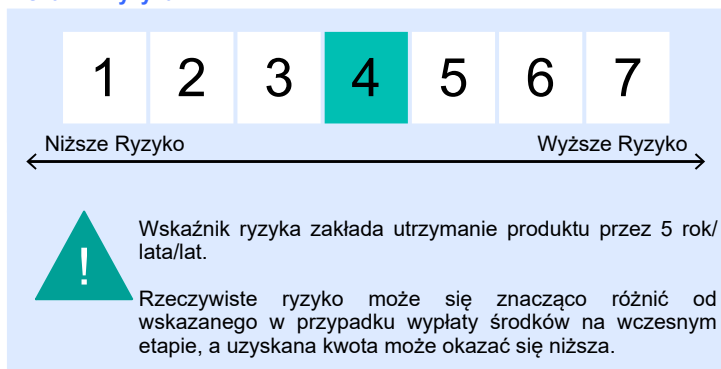 1 2 3 4 5 6 7
Niższe Ryzyko Wyższe Ryzyko
!
Wskaźnik ryzyka zakłada utrzymanie produktu przez 5 rok/
lata/lat.
Rzeczywiste ryzyko może się znacząco różnić od
wskazanego w przypadku wypłaty środków na wczesnym
etapie, a uzyskana kwota może okazać się niższa.